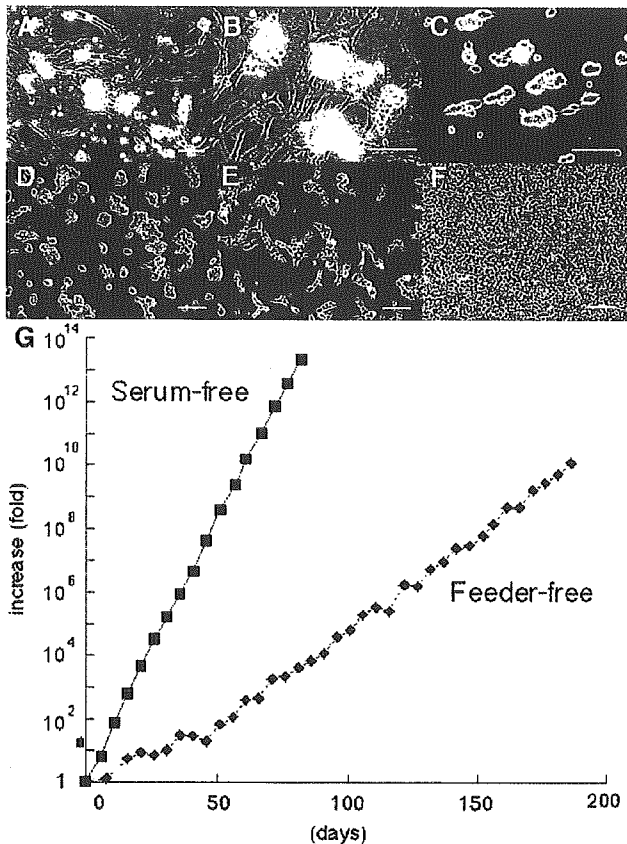 A B C
D E F
G
10^14
10^12
10^10
10^8
10^6
10^4
10^2
1
increase (fold)
Serum-free
Feeder-free
0 50 100 150 200
(days)